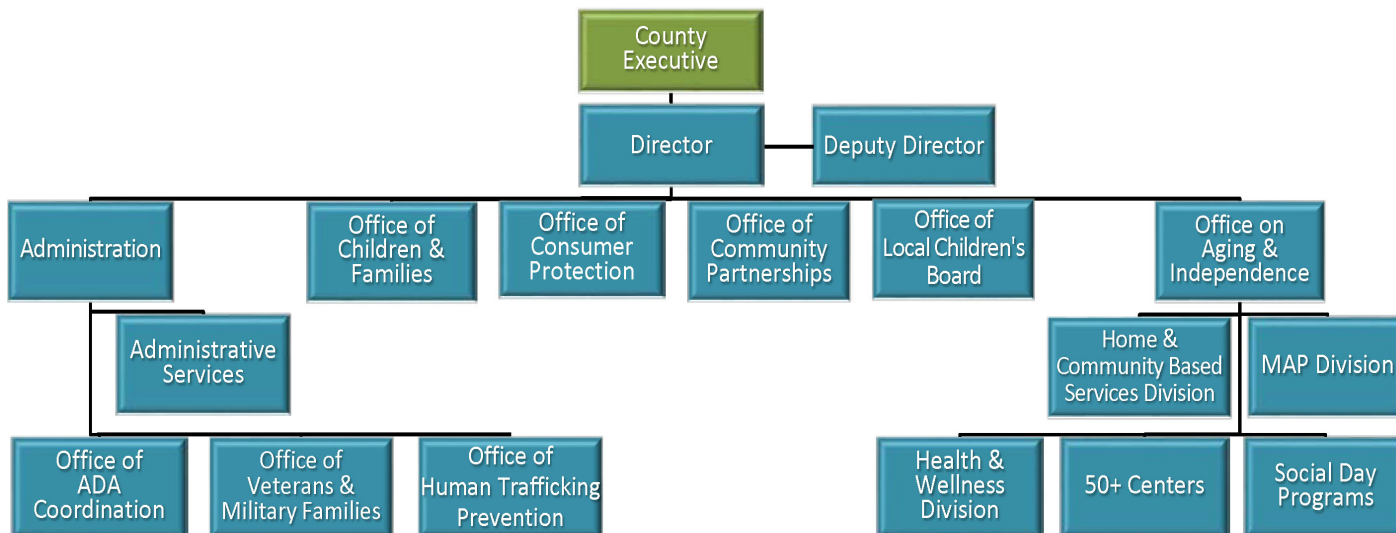 County
Executive
Director
Deputy Director
Administration
Office of
Children &
Families
Office of
Consumer
Protection
Office of
Community
Partnerships
Office of
Local Children's
Board
Office on
Aging &
Independence
Administrative
Services
Home &
Community Based
Services Division
MAP Division
Office of
ADA
Coordination
Office of
Veterans &
Military Families
Office of
Human Trafficking
Prevention
Health &
Wellness
Division
50+ Centers
Social Day
Programs